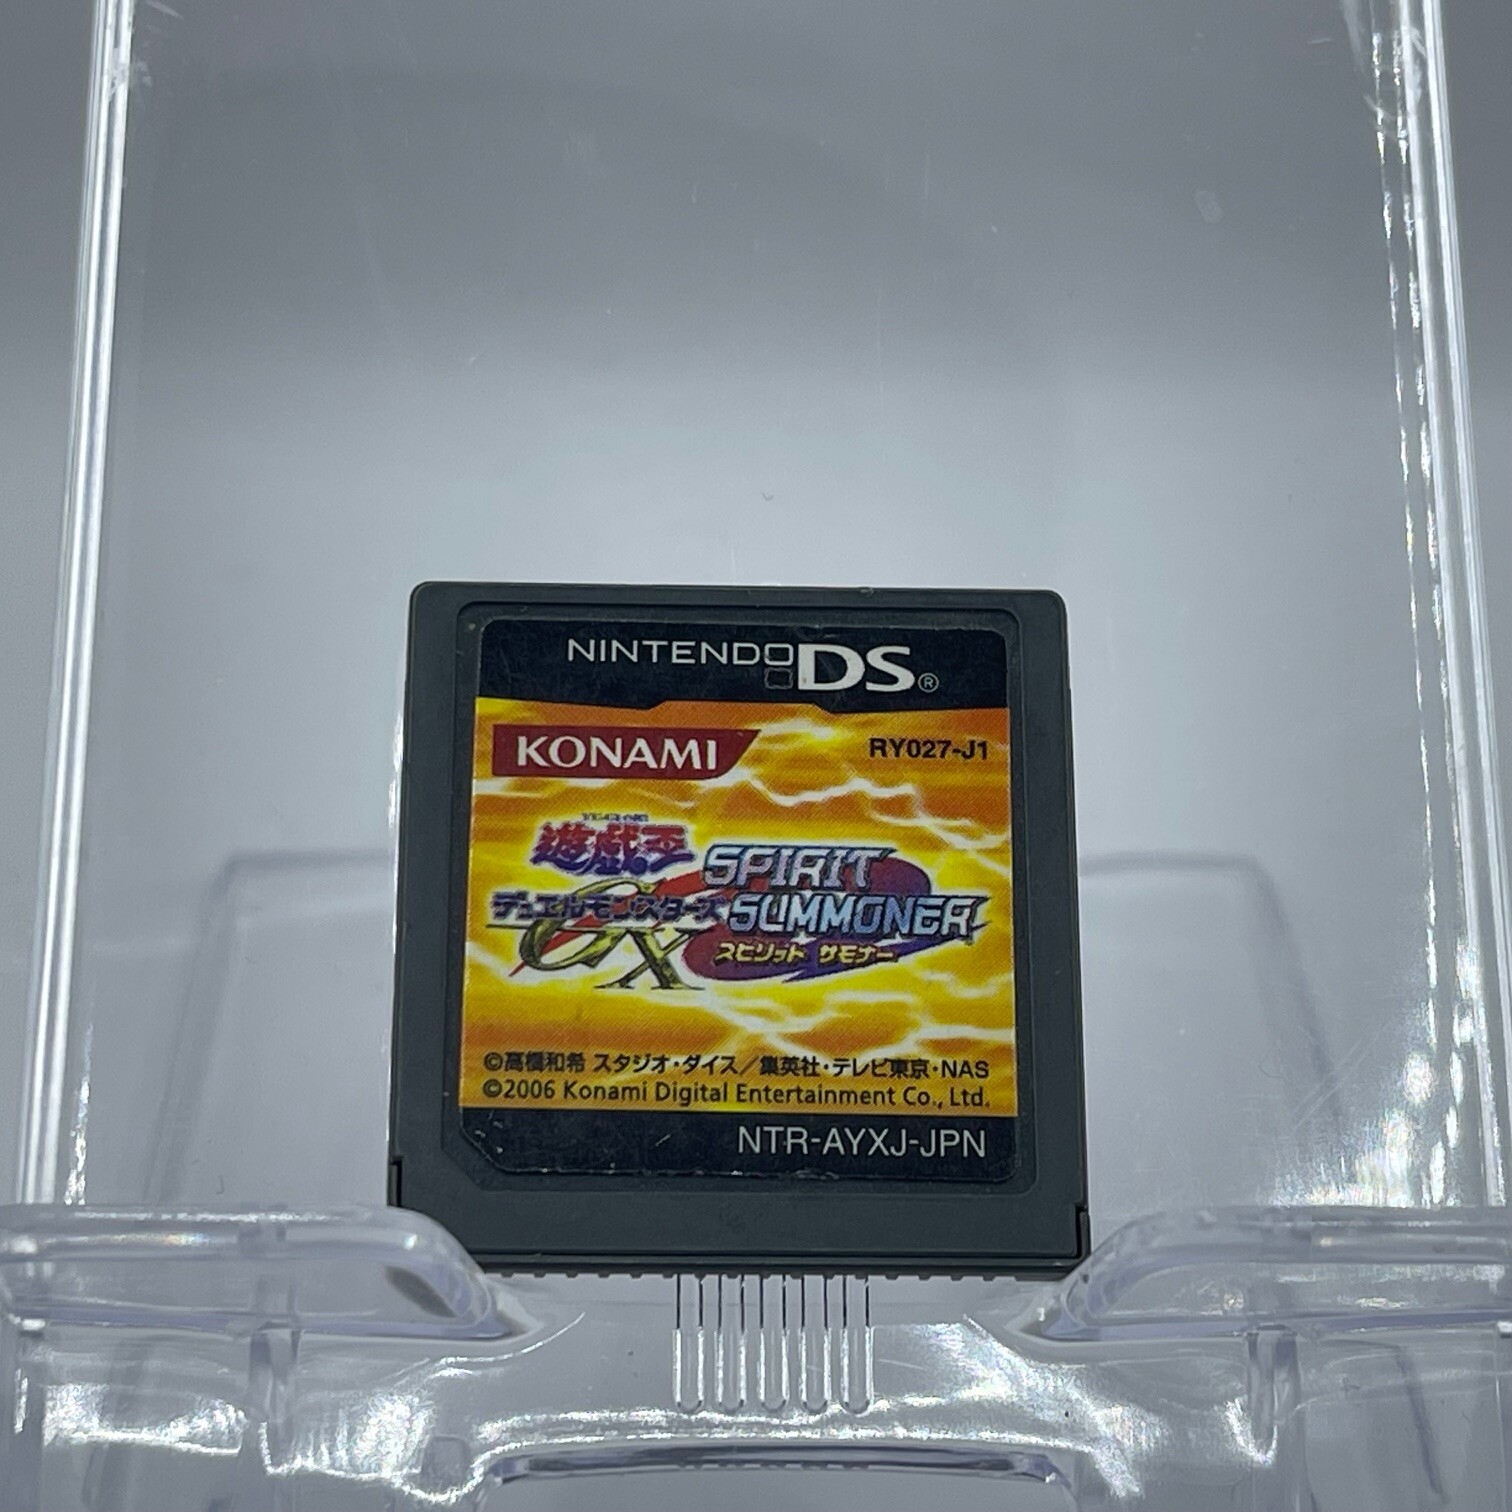 NINTENDO DS®
KONAMI
RY027-J1
遊戯王
デュエルモンスターズ
GX
SPIRIT
SUMMONER
スピリット サモナー
©高橋和希 スタジオ・ダイス/集英社・テレビ東京・NAS
©2006 Konami Digital Entertainment Co., Ltd.
NTR-AYXJ-JPN